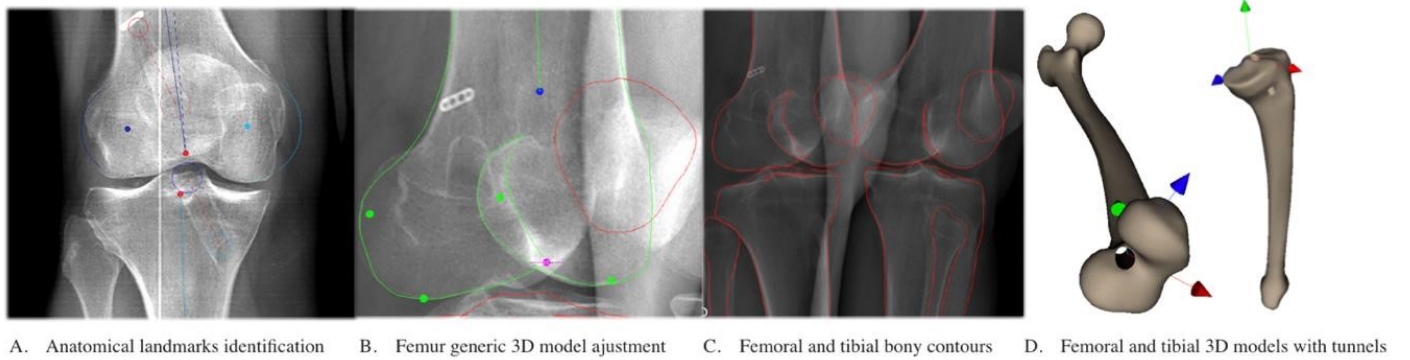 A. Anatomical landmarks identification B. Femur generic 3D model ajustment C. Femoral and tibial bony contours D. Femoral and tibial 3D models with tunnels